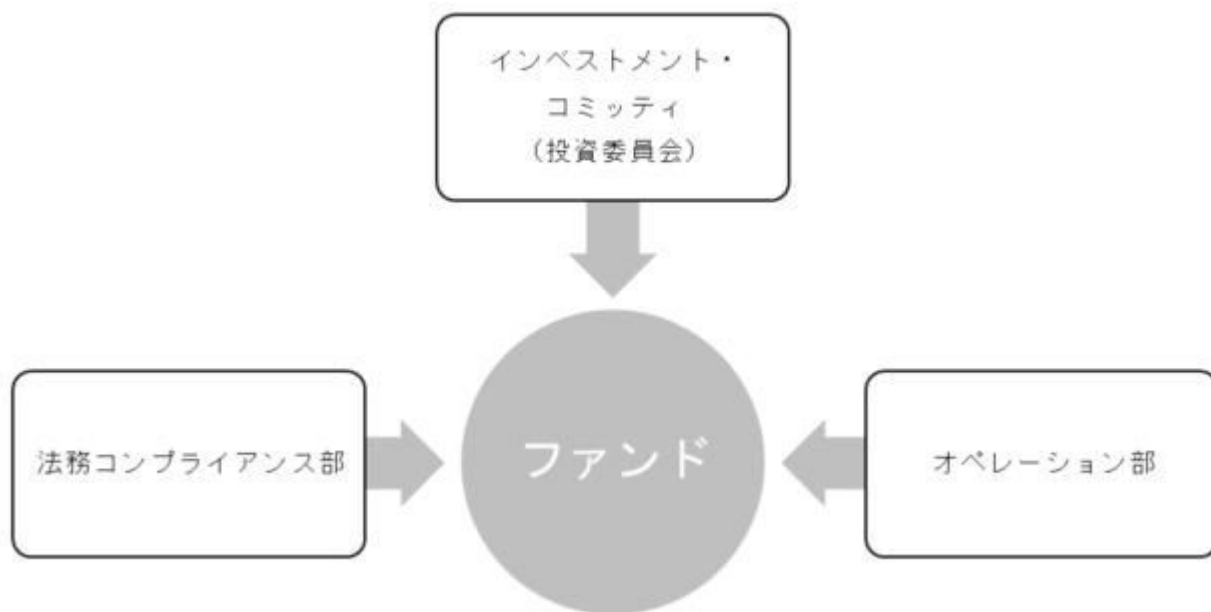 インベストメント・
コミッティ
（投資委員会）
法務コンプライアンス部
ファンド
オペレーション部